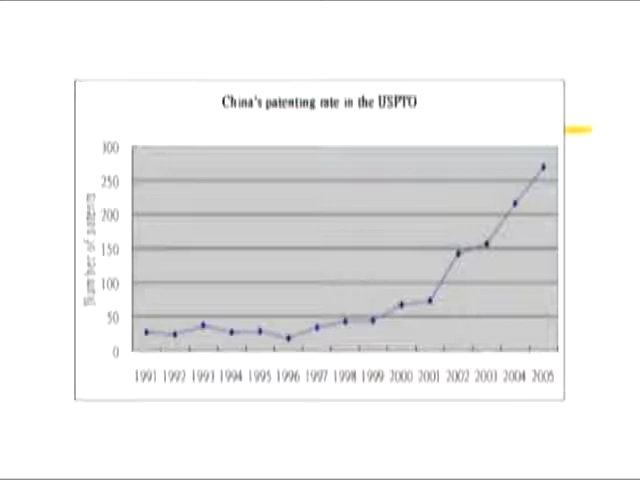 China's patenting rate in the USPTO
Number of patents
300
250
200
150
100
50
0
1991 1992 1993 1994 1995 1996 1997 1998 1999 2000 2001 2002 2003 2004 2005